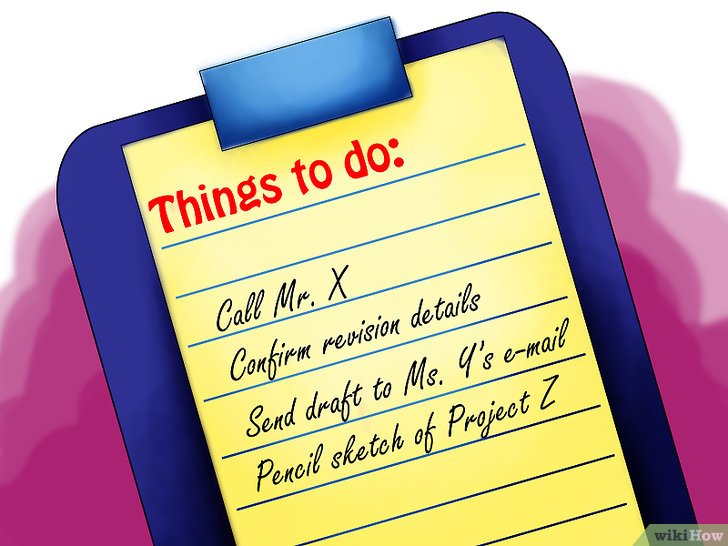 Things to do:
Call Mr. X
Confirm revision details
Send draft to Ms. Y's e-mail
Pencil sketch of Project Z
wikiHow